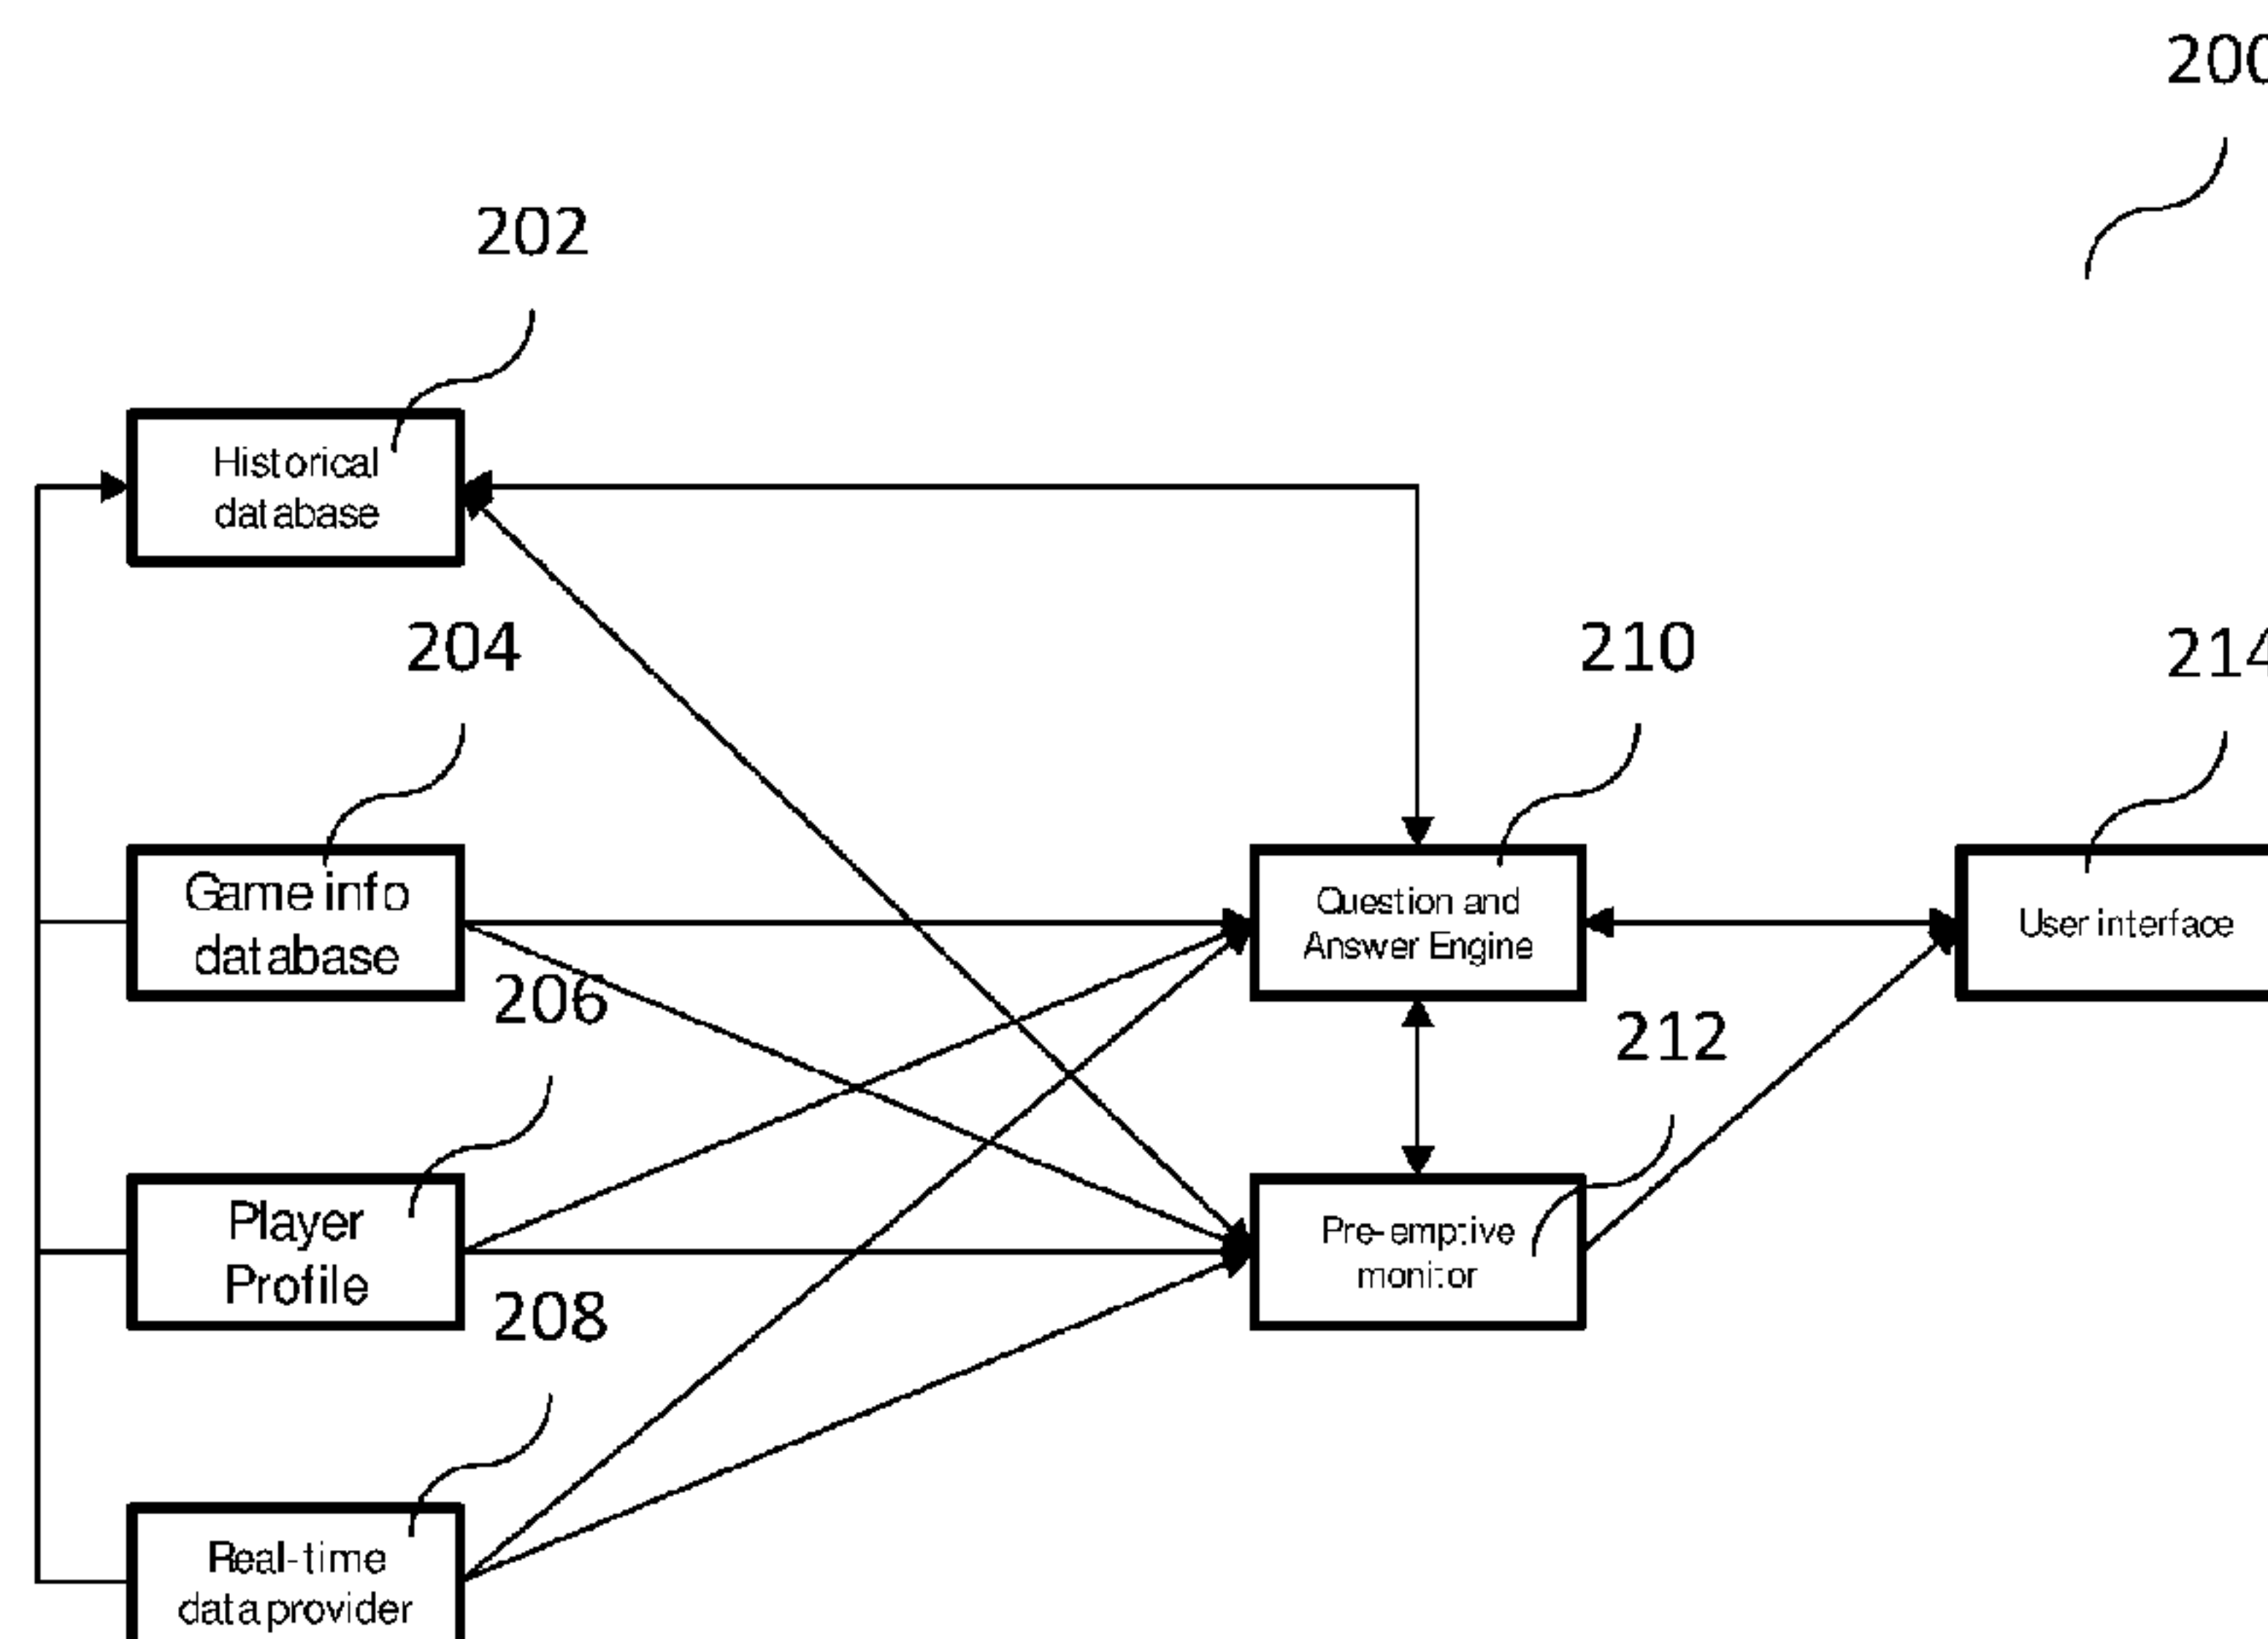 200
202
Historical
database
204
210
214
Game info
database
Question and
Answer Engine
User interface
206
212
Player
Profile
Pre-emptive
monitor
208
Real-time
data provider